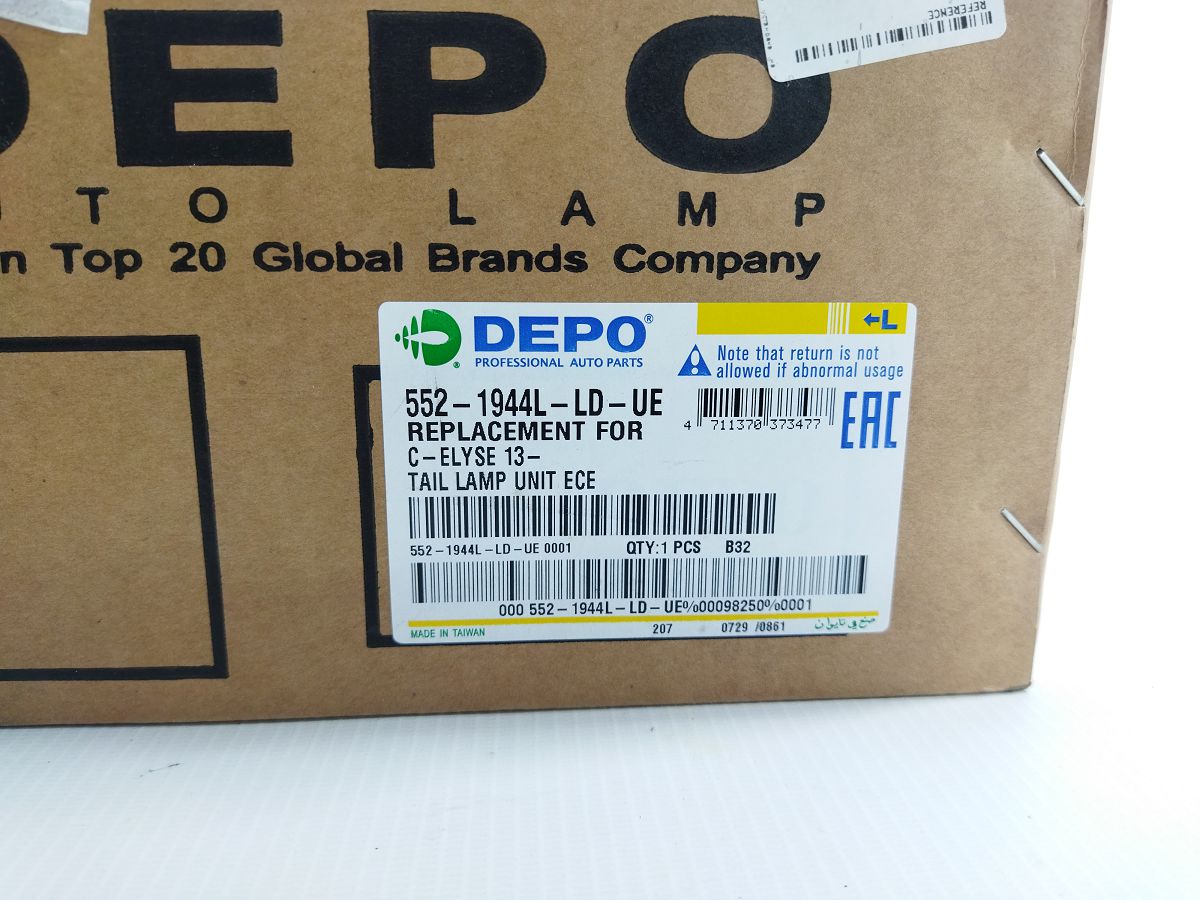 REFERENCE
DEPO
UTO LAMP
n Top 20 Global Brands Company
DEPO®
PROFESSIONAL AUTO PARTS
←L
Note that return is not
allowed if abnormal usage
552-1944L-LD-UE
4 711370 373477
EAC
REPLACEMENT FOR
C-ELYSE 13-
TAIL LAMP UNIT ECE
552-1944L-LD-UE 0001 QTY:1 PCS B32
000 552-1944L-LD-UE%00098250%0001
MADE IN TAIWAN 207 0729 /0861 صنع في تايوان